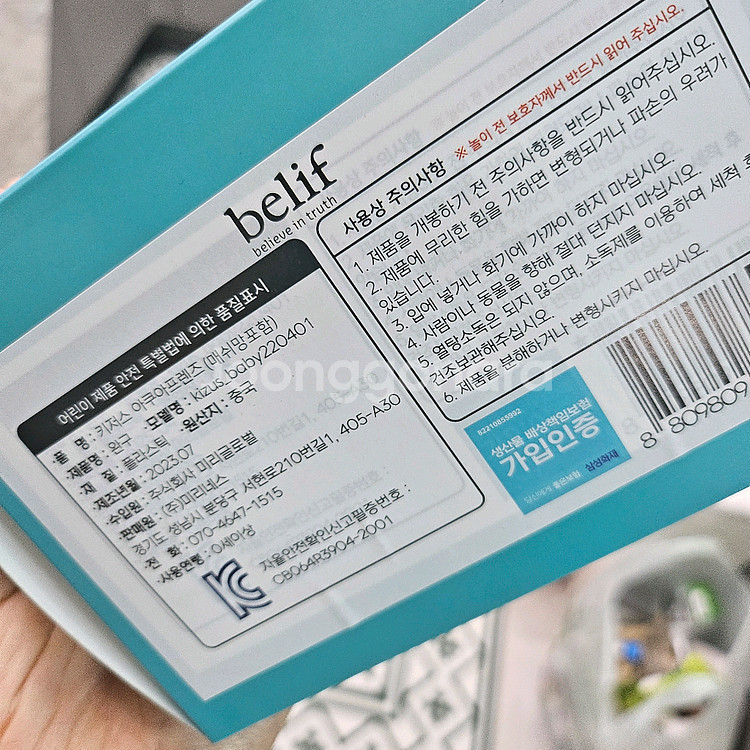 belif
believe in truth
어린이 제품 안전 특별법에 의한 품질표시
품 명 : 키저스 아쿠아프렌즈 (매쉬망포함)
제품명 : 완구 모델명 : kizus_baby220401
재 질 : 플라스틱 원산지 : 중국
제조년월 : 2023.07
수입원 : 주식회사 미리글로벌
판매원 : (주)미리네스
경기도 성남시 분당구 서현로210번길1, 405-A30
전 화 : 070-4647-1515
사용연령 : 0세이상
자율안전확인신고필증번호 :
CB064R3904-2001
사용상 주의사항 ※ 놀이 전 보호자께서 반드시 읽어 주십시오.
1. 제품을 개봉하기 전 주의사항을 반드시 읽어주십시오.
2. 제품에 무리한 힘을 가하면 변형되거나 파손의 우려가
있습니다.
3. 입에 넣거나 화기에 가까이 하지 마십시오.
4. 사람이나 동물을 향해 절대 던지지 마십시오.
5. 열탕소독은 되지 않으며, 소독제를 이용하여 세척 후
건조보관해주십시오.
6. 제품을 분해하거나 변형시키지 마십시오.
82210855992
생산물 배상책임보험
가입인증
당신에게 좋은보험 삼성화재
8 809809